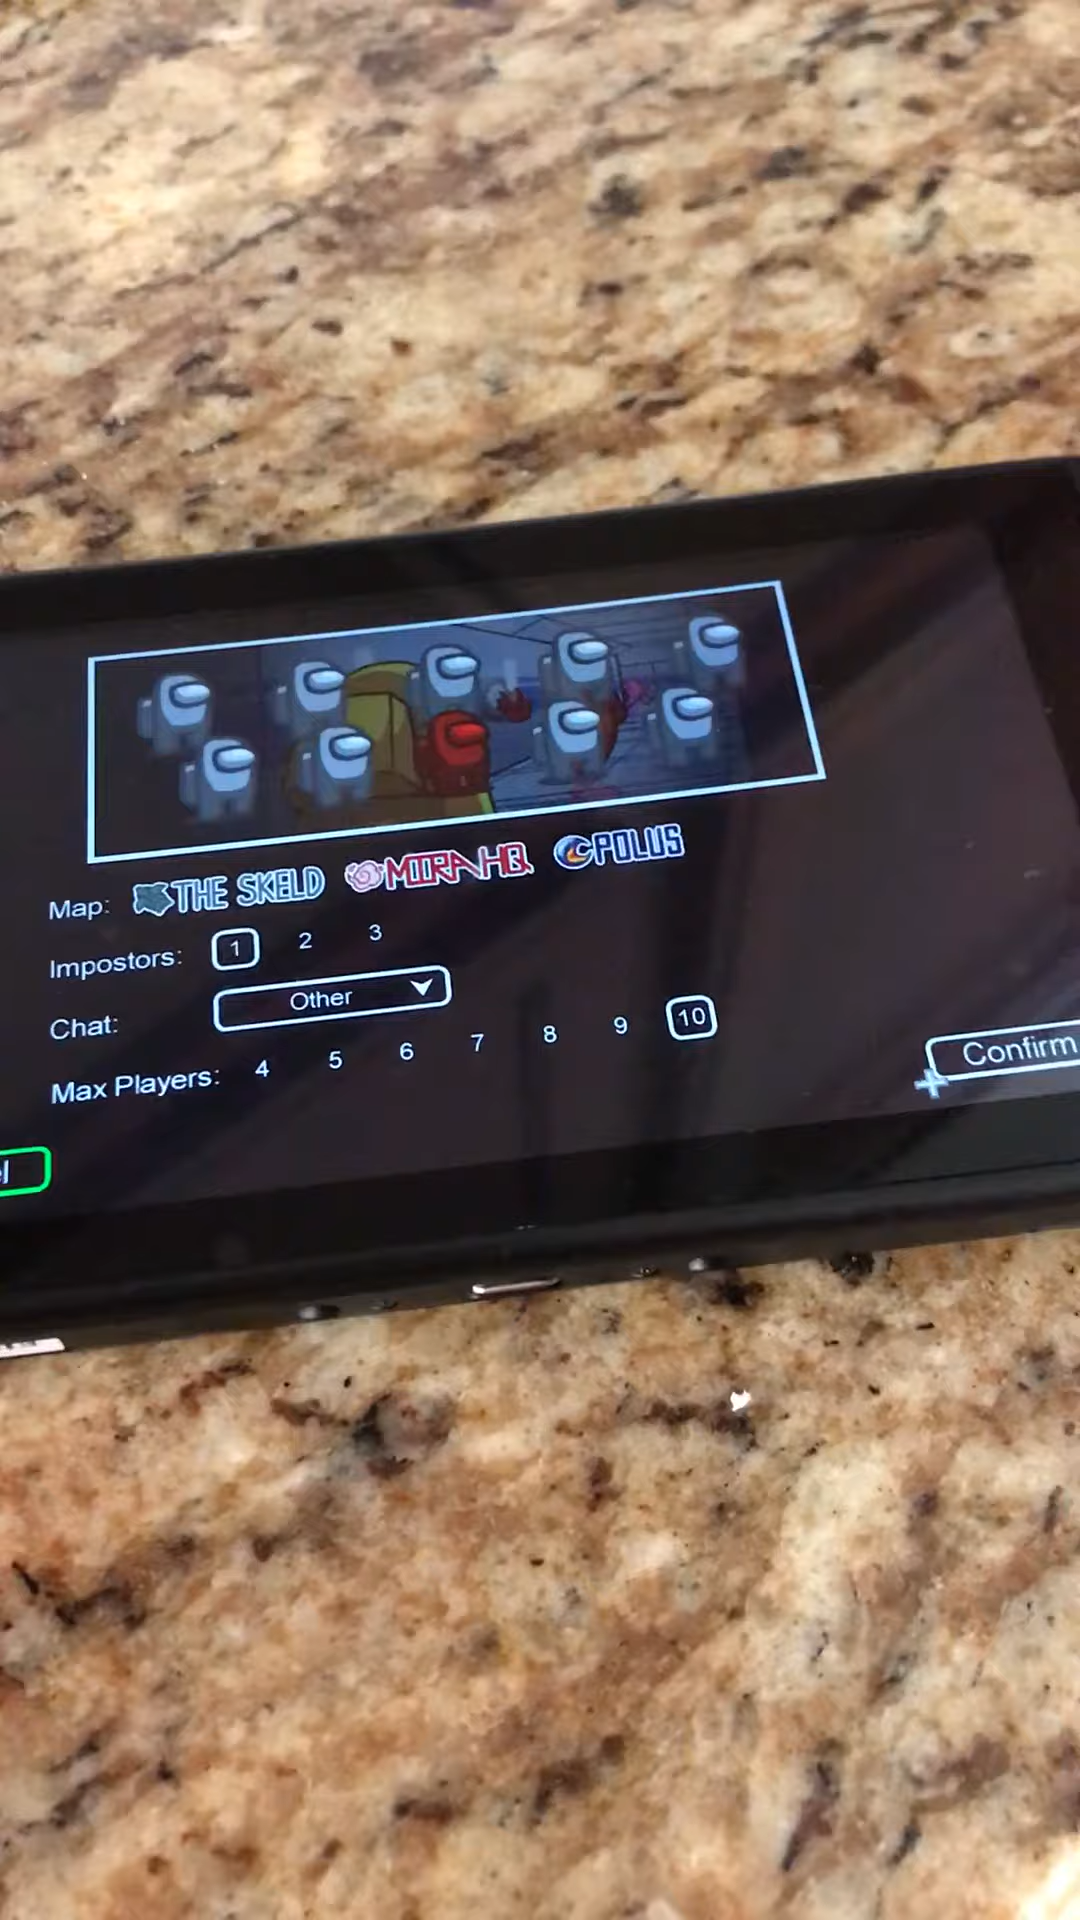 Map: THE SKELD MIRA HQ POLUS
Impostors: 1 2 3
Chat: Other
Max Players: 4 5 6 7 8 9 10
Confirm